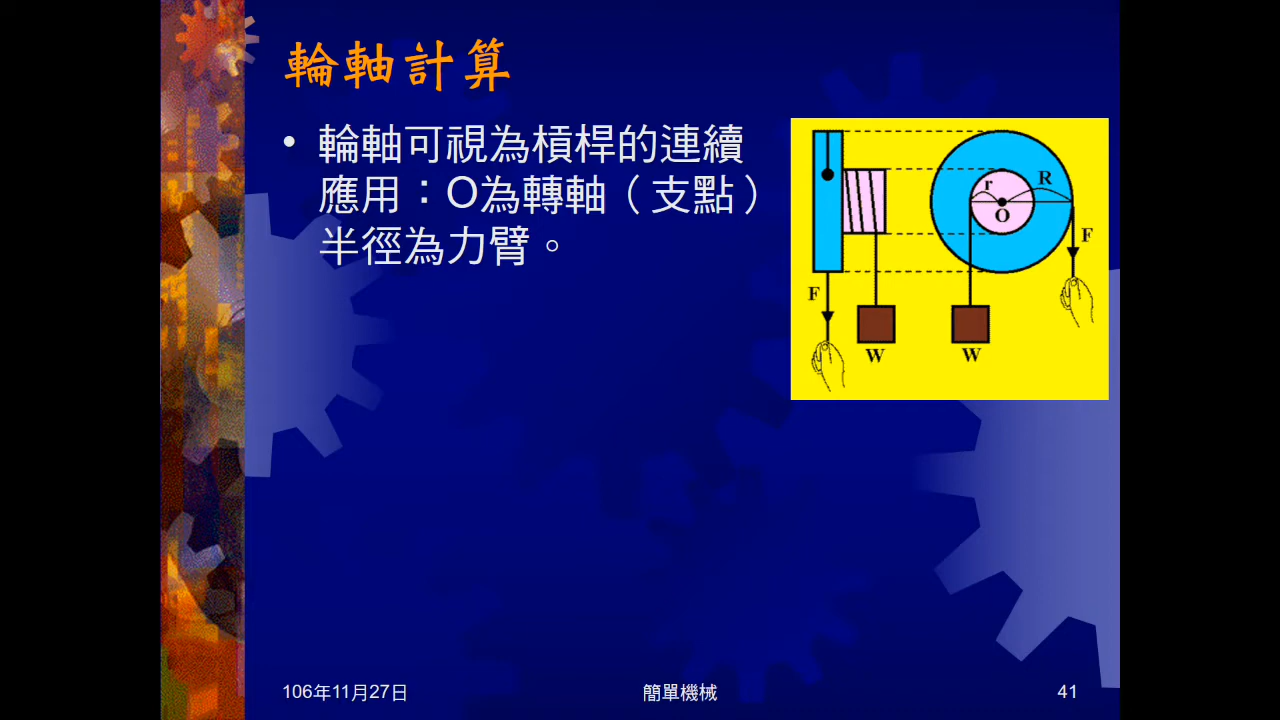 輪軸計算
• 輪軸可視為槓桿的連續
應用：O為轉軸（支點）
半徑為力臂。
r
R
O
F
F
W
W
106年11月27日
簡單機械
41